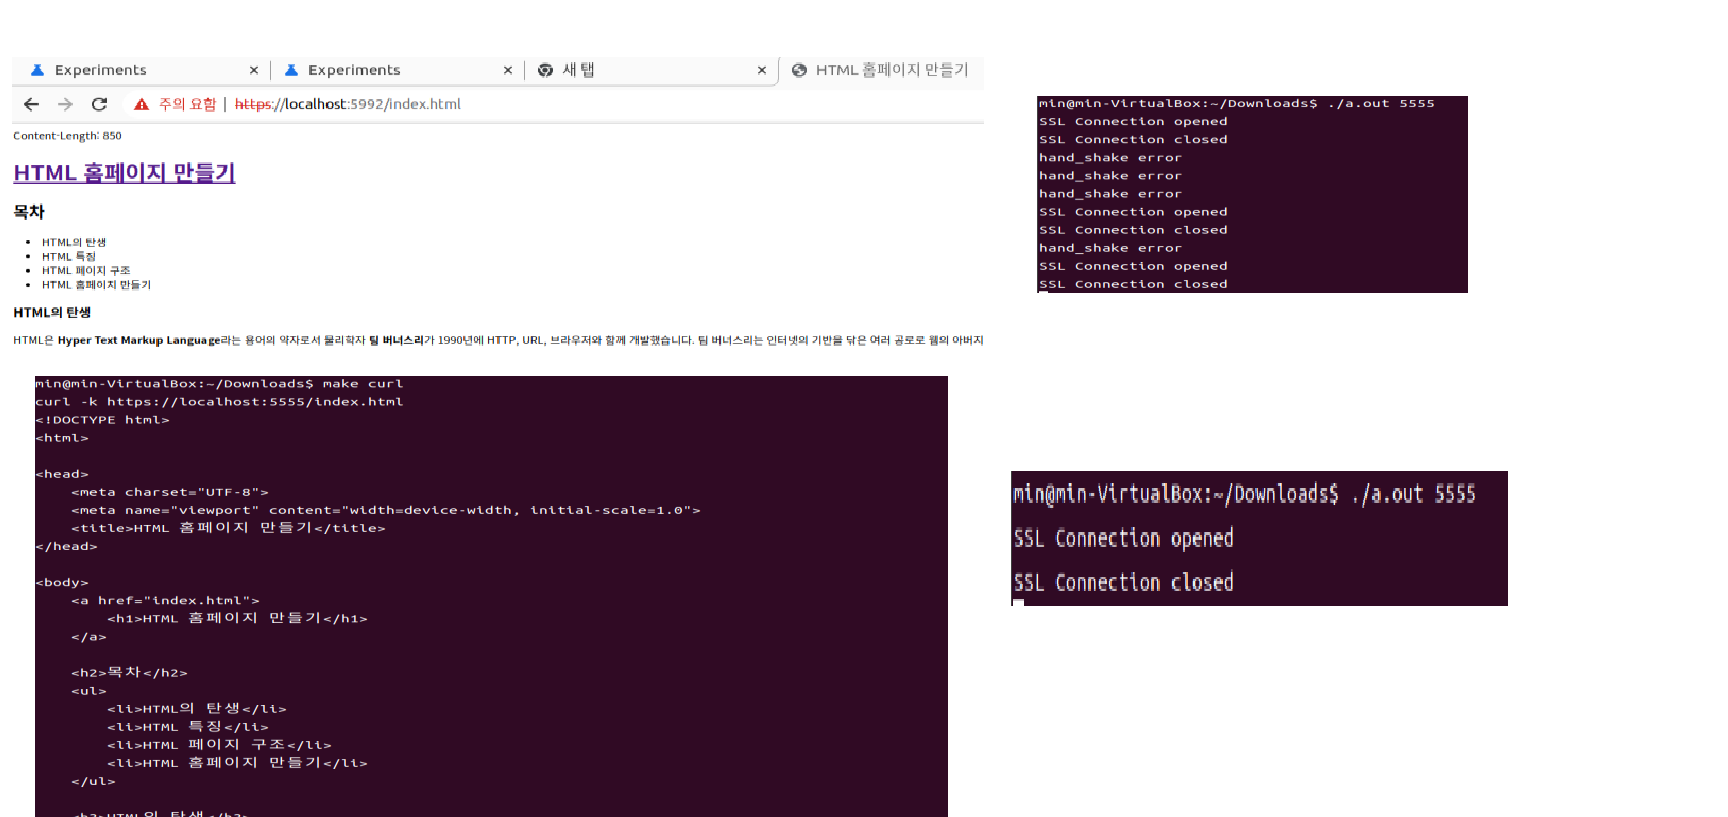 Experiments
Experiments
새 탭
HTML 홈페이지 만들기
주의 요함 | https://localhost:5992/index.html
Content-Length: 850
HTML 홈페이지 만들기
목차
HTML의 탄생
HTML 특징
HTML 페이지 구조
HTML 홈페이지 만들기
HTML의 탄생
HTML은 Hyper Text Markup Language라는 용어의 약자로서 물리학자 팀 버너스리가 1990년에 HTTP, URL, 브라우저와 함께 개발했습니다. 팀 버너스리는 인터넷의 기반을 닦은 여러 공로로 웹의 아버지
min@min-VirtualBox:~/Downloads$ ./a.out 5555
SSL Connection opened
SSL Connection closed
hand_shake error
hand_shake error
hand_shake error
SSL Connection opened
SSL Connection closed
hand_shake error
SSL Connection opened
SSL Connection closed
min@min-VirtualBox:~/Downloads$ make curl
curl -k https://localhost:5555/index.html
<!DOCTYPE html>
<html>
<head>
<meta charset="UTF-8">
<meta name="viewport" content="width=device-width, initial-scale=1.0">
<title>HTML 홈페이지 만들기</title>
</head>
<body>
<a href="index.html">
<h1>HTML 홈페이지 만들기</h1>
</a>
<h2>목차</h2>
<ul>
<li>HTML의 탄생</li>
<li>HTML 특징</li>
<li>HTML 페이지 구조</li>
<li>HTML 홈페이지 만들기</li>
</ul>
<h3>HTML의 탄생</h3>
min@min-VirtualBox:~/Downloads$ ./a.out 5555
SSL Connection opened
SSL Connection closed